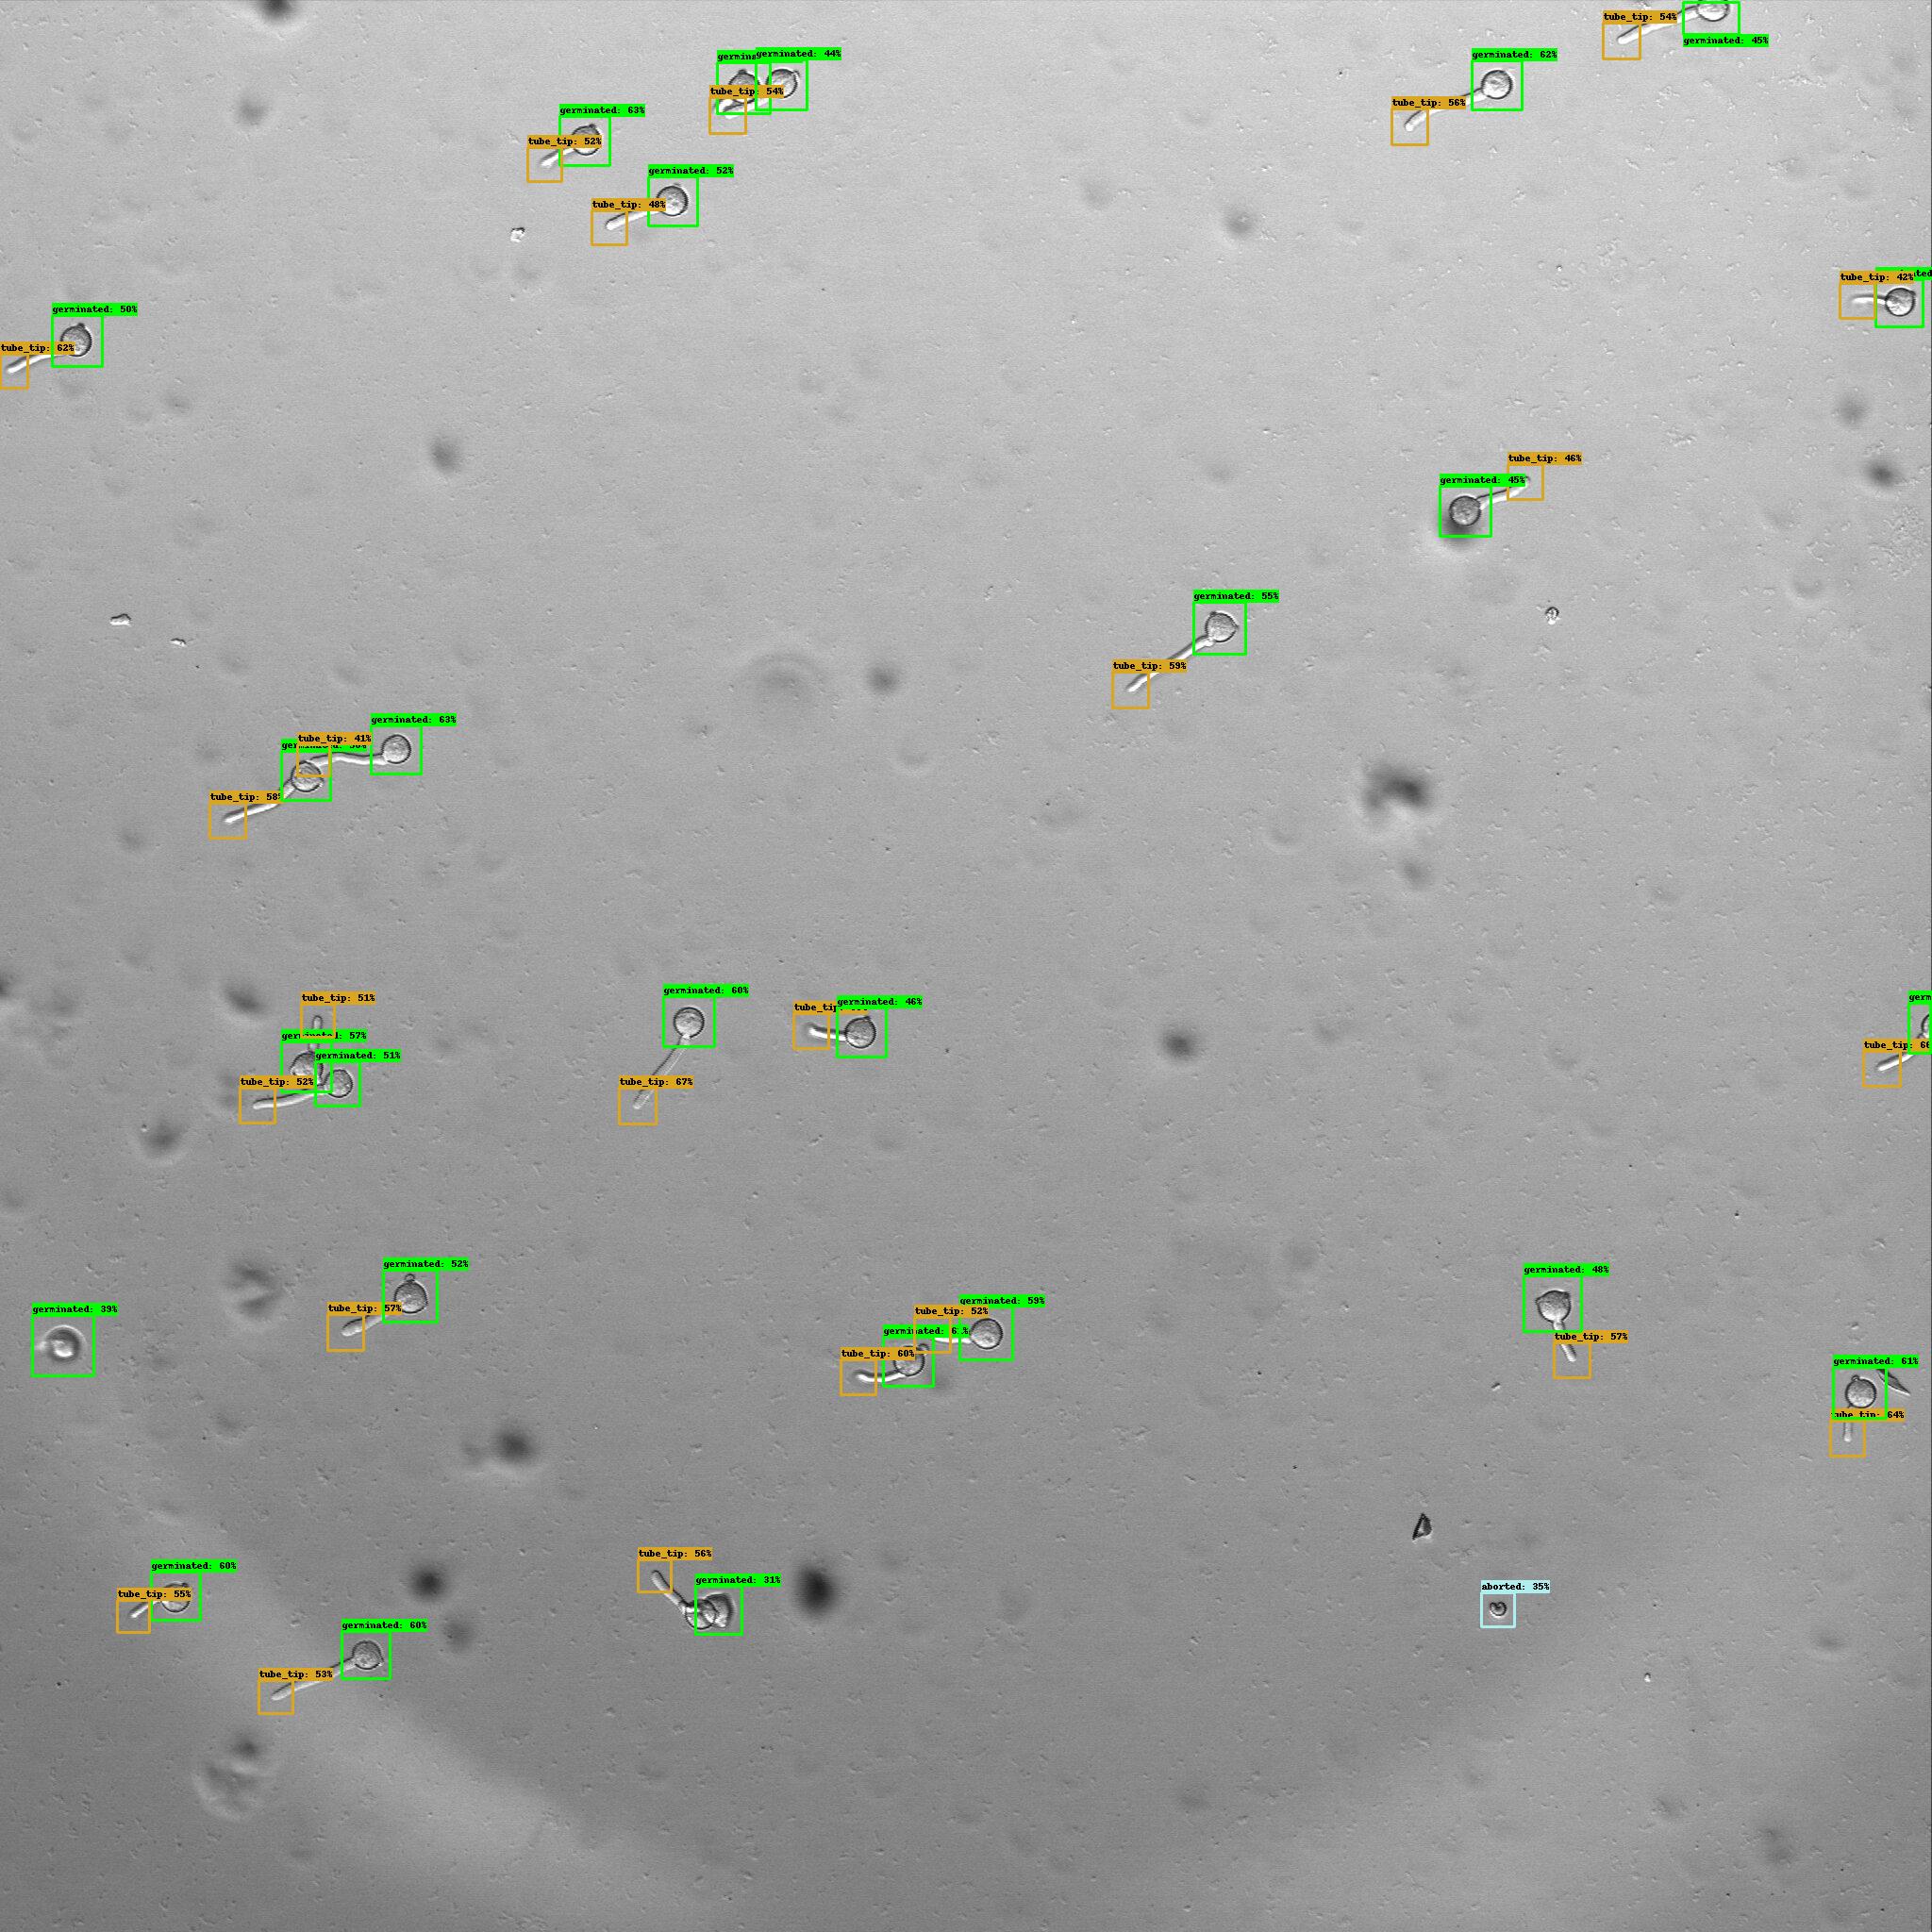 tube_tip: 54%
germinated: 45%
germinated: 44%
germinated: 62%
tube_tip: 54%
tube_tip: 56%
germinated: 63%
tube_tip: 52%
germinated: 52%
tube_tip: 48%
tube_tip: 42%
germinated: 50%
tube_tip: 62%
tube_tip: 46%
germinated: 45%
germinated: 55%
tube_tip: 59%
germinated: 63%
tube_tip: 41%
tube_tip: 58%
germinated: 60%
tube_tip: 51%
germinated: 46%
germinated: 57%
germinated: 51%
tube_tip: 52%
tube_tip: 67%
germinated: 52%
germinated: 48%
germinated: 59%
germinated: 39%
tube_tip: 57%
tube_tip: 52%
tube_tip: 60%
tube_tip: 57%
germinated: 61%
tube_tip: 64%
tube_tip: 56%
germinated: 60%
germinated: 31%
aborted: 35%
tube_tip: 55%
germinated: 60%
tube_tip: 53%